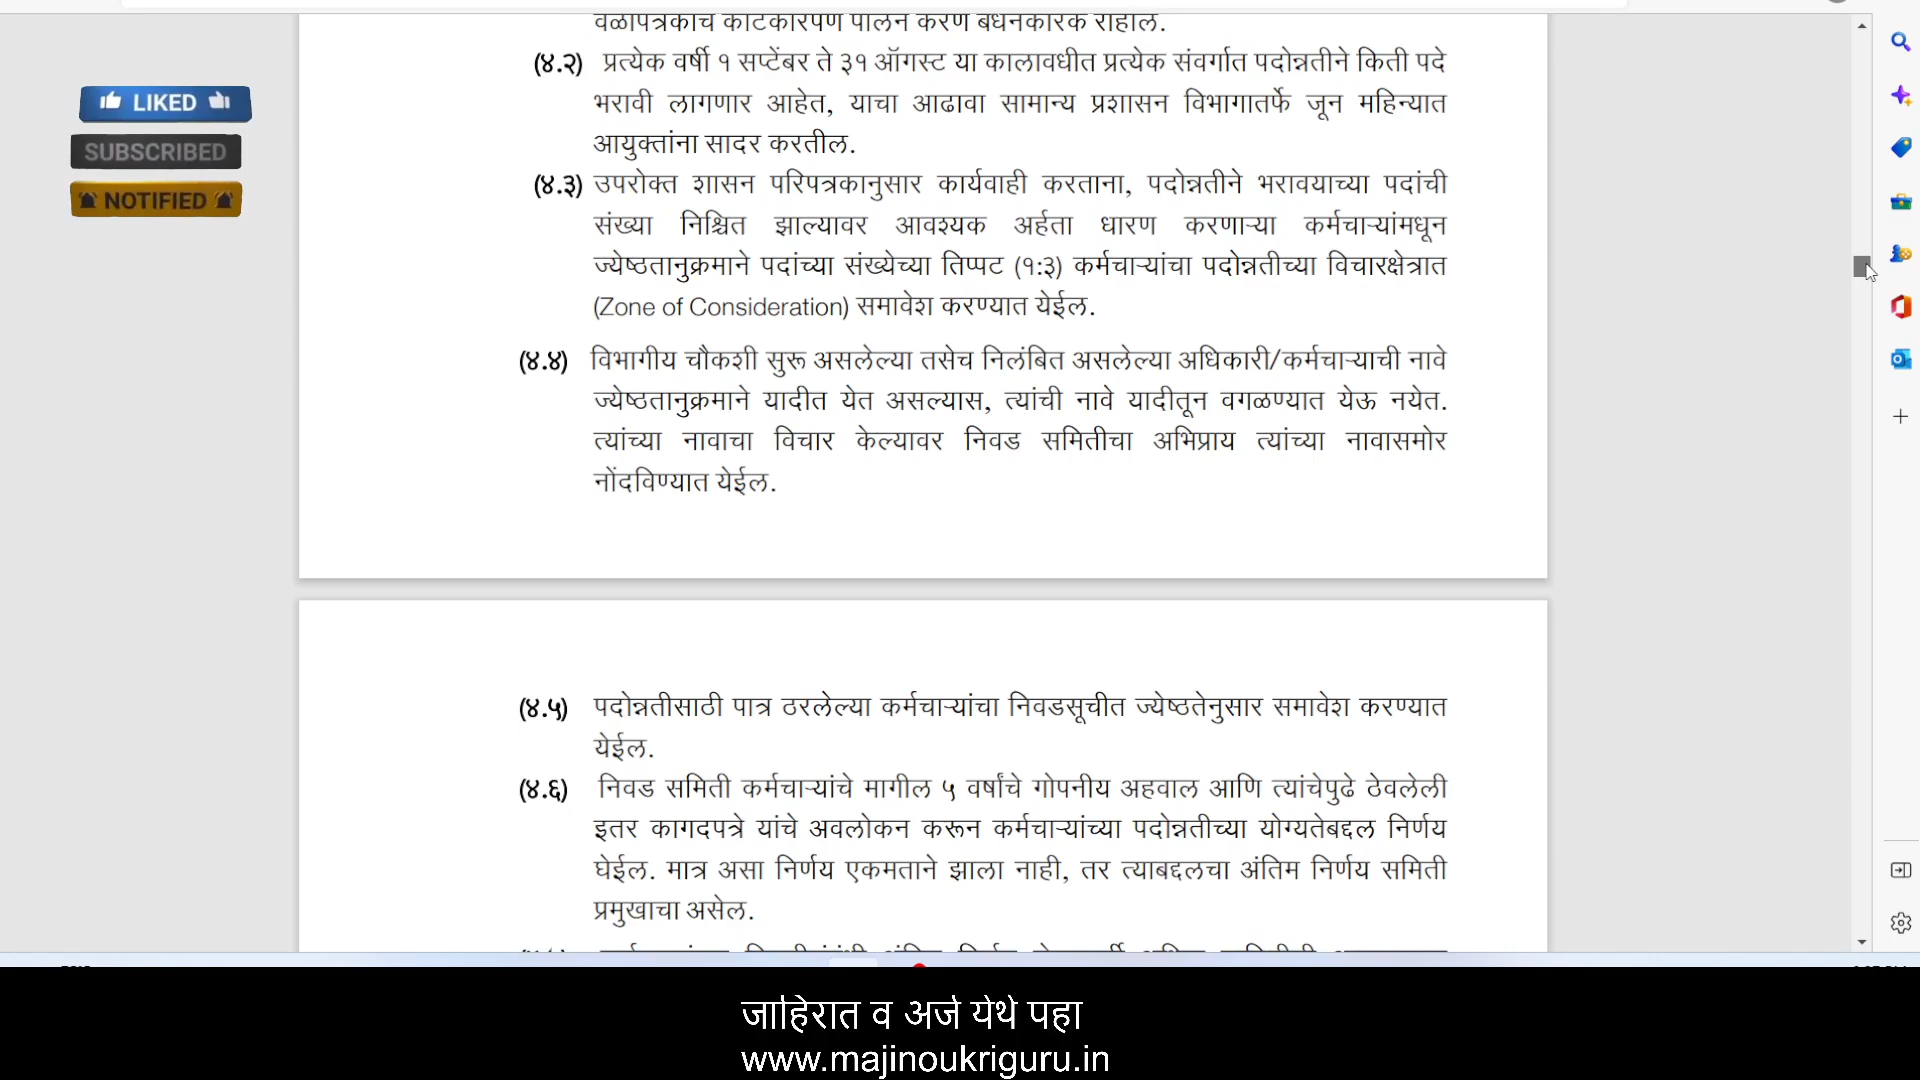 वेळापत्रकाचे काटेकोरपणे पालन करणे बंधनकारक राहील.
(४.२) प्रत्येक वर्षी १ सप्टेंबर ते ३१ ऑगस्ट या कालावधीत प्रत्येक संवर्गात पदोन्नतीने किती पदे
भरावी लागणार आहेत, याचा आढावा सामान्य प्रशासन विभागातर्फे जून महिन्यात
आयुक्तांना सादर करतील.
(४.३) उपरोक्त शासन परिपत्रकानुसार कार्यवाही करताना, पदोन्नतीने भरावयाच्या पदांची
संख्या निश्चित झाल्यावर आवश्यक अर्हता धारण करणाऱ्या कर्मचाऱ्यांमधून
ज्येष्ठतानुक्रमाने पदांच्या संख्येच्या तिप्पट (१:३) कर्मचाऱ्यांचा पदोन्नतीच्या विचारक्षेत्रात
(Zone of Consideration) समावेश करण्यात येईल.
(४.४) विभागीय चौकशी सुरू असलेल्या तसेच निलंबित असलेल्या अधिकारी/कर्मचाऱ्याची नावे
ज्येष्ठतानुक्रमाने यादीत येत असल्यास, त्यांची नावे यादीतून वगळण्यात येऊ नयेत.
त्यांच्या नावाचा विचार केल्यावर निवड समितीचा अभिप्राय त्यांच्या नावासमोर
नोंदविण्यात येईल.
LIKED
SUBSCRIBED
NOTIFIED
(४.५) पदोन्नतीसाठी पात्र ठरलेल्या कर्मचाऱ्यांचा निवडसूचीत ज्येष्ठतेनुसार समावेश करण्यात
येईल.
(४.६) निवड समिती कर्मचाऱ्यांचे मागील ५ वर्षांचे गोपनीय अहवाल आणि त्यांचेपुढे ठेवलेली
इतर कागदपत्रे यांचे अवलोकन करून कर्मचाऱ्यांच्या पदोन्नतीच्या योग्यतेबद्दल निर्णय
घेईल. मात्र असा निर्णय एकमताने झाला नाही, तर त्याबद्दलचा अंतिम निर्णय समिती
प्रमुखाचा असेल.
जाहिरात व अर्ज येथे पहा
www.majinoukriguru.in